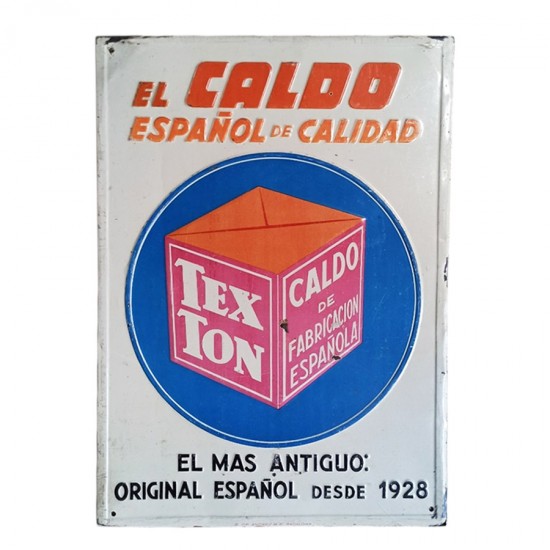 EL CALDO
ESPAÑOL DE CALIDAD
TEX
TON
CALDO
DE
FABRICACION
ESPAÑOLA
EL MAS ANTIGUO:
ORIGINAL ESPAÑOL DESDE 1928